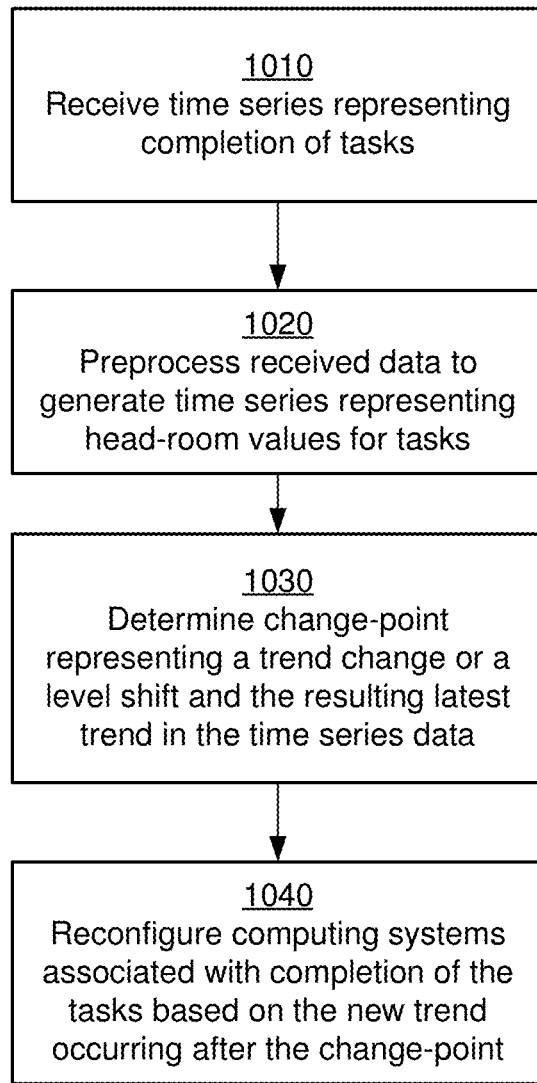 1010
Receive time series representing
completion of tasks
1020
Preprocess received data to
generate time series representing
head-room values for tasks
1030
Determine change-point
representing a trend change or a
level shift and the resulting latest
trend in the time series data
1040
Reconfigure computing systems
associated with completion of the
tasks based on the new trend
occurring after the change-point